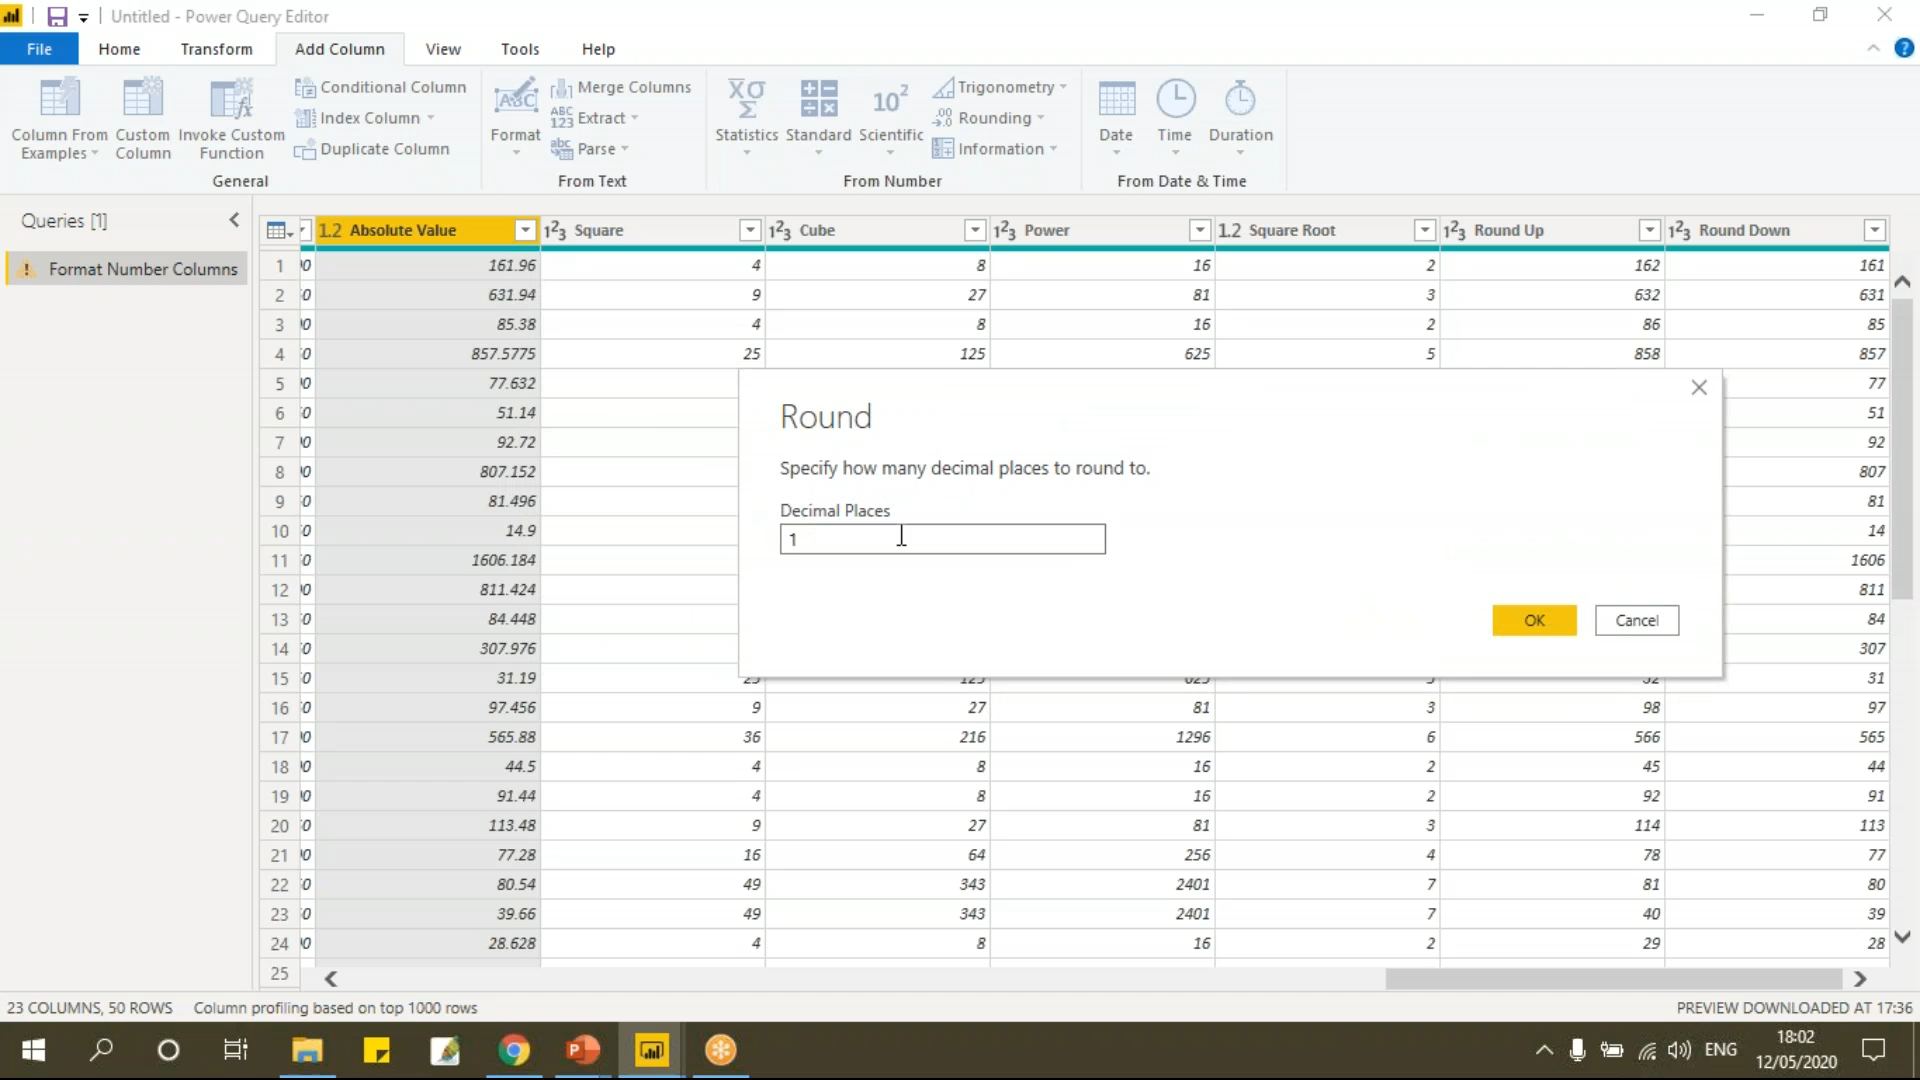 Untitled - Power Query Editor
File Home Transform Add Column View Tools Help
Column From Examples
Custom Column
Invoke Custom Function
Conditional Column
Index Column
Duplicate Column
General
Format
Merge Columns
Extract
Parse
From Text
Statistics
Standard
Scientific
Trigonometry
Rounding
Information
From Number
Date
Time
Duration
From Date & Time
Queries [1]
Format Number Columns
1.2 Absolute Value 1²3 Square 1²3 Cube 1²3 Power 1.2 Square Root 1²3 Round Up 1²3 Round Down
1 161.96 4 8 16 2 162 161
2 631.94 9 27 81 3 632 631
3 85.38 4 8 16 2 86 85
4 857.5775 25 125 625 5 858 857
5 77.632 77
6 51.14 51
7 92.72 92
8 807.152 807
9 81.496 81
10 14.9 14
11 1606.184 1606
12 811.424 811
13 84.448 84
14 307.976 307
15 31.19 25 125 625 5 32 31
16 97.456 9 27 81 3 98 97
17 565.88 36 216 1296 6 566 565
18 44.5 4 8 16 2 45 44
19 91.44 4 8 16 2 92 91
20 113.48 9 27 81 3 114 113
21 77.28 16 64 256 4 78 77
22 80.54 49 343 2401 7 81 80
23 39.66 49 343 2401 7 40 39
24 28.628 4 8 16 2 29 28
25
Round
Specify how many decimal places to round to.
Decimal Places
1
OK Cancel
23 COLUMNS, 50 ROWS Column profiling based on top 1000 rows PREVIEW DOWNLOADED AT 17:36
ENG 18:02
12/05/2020